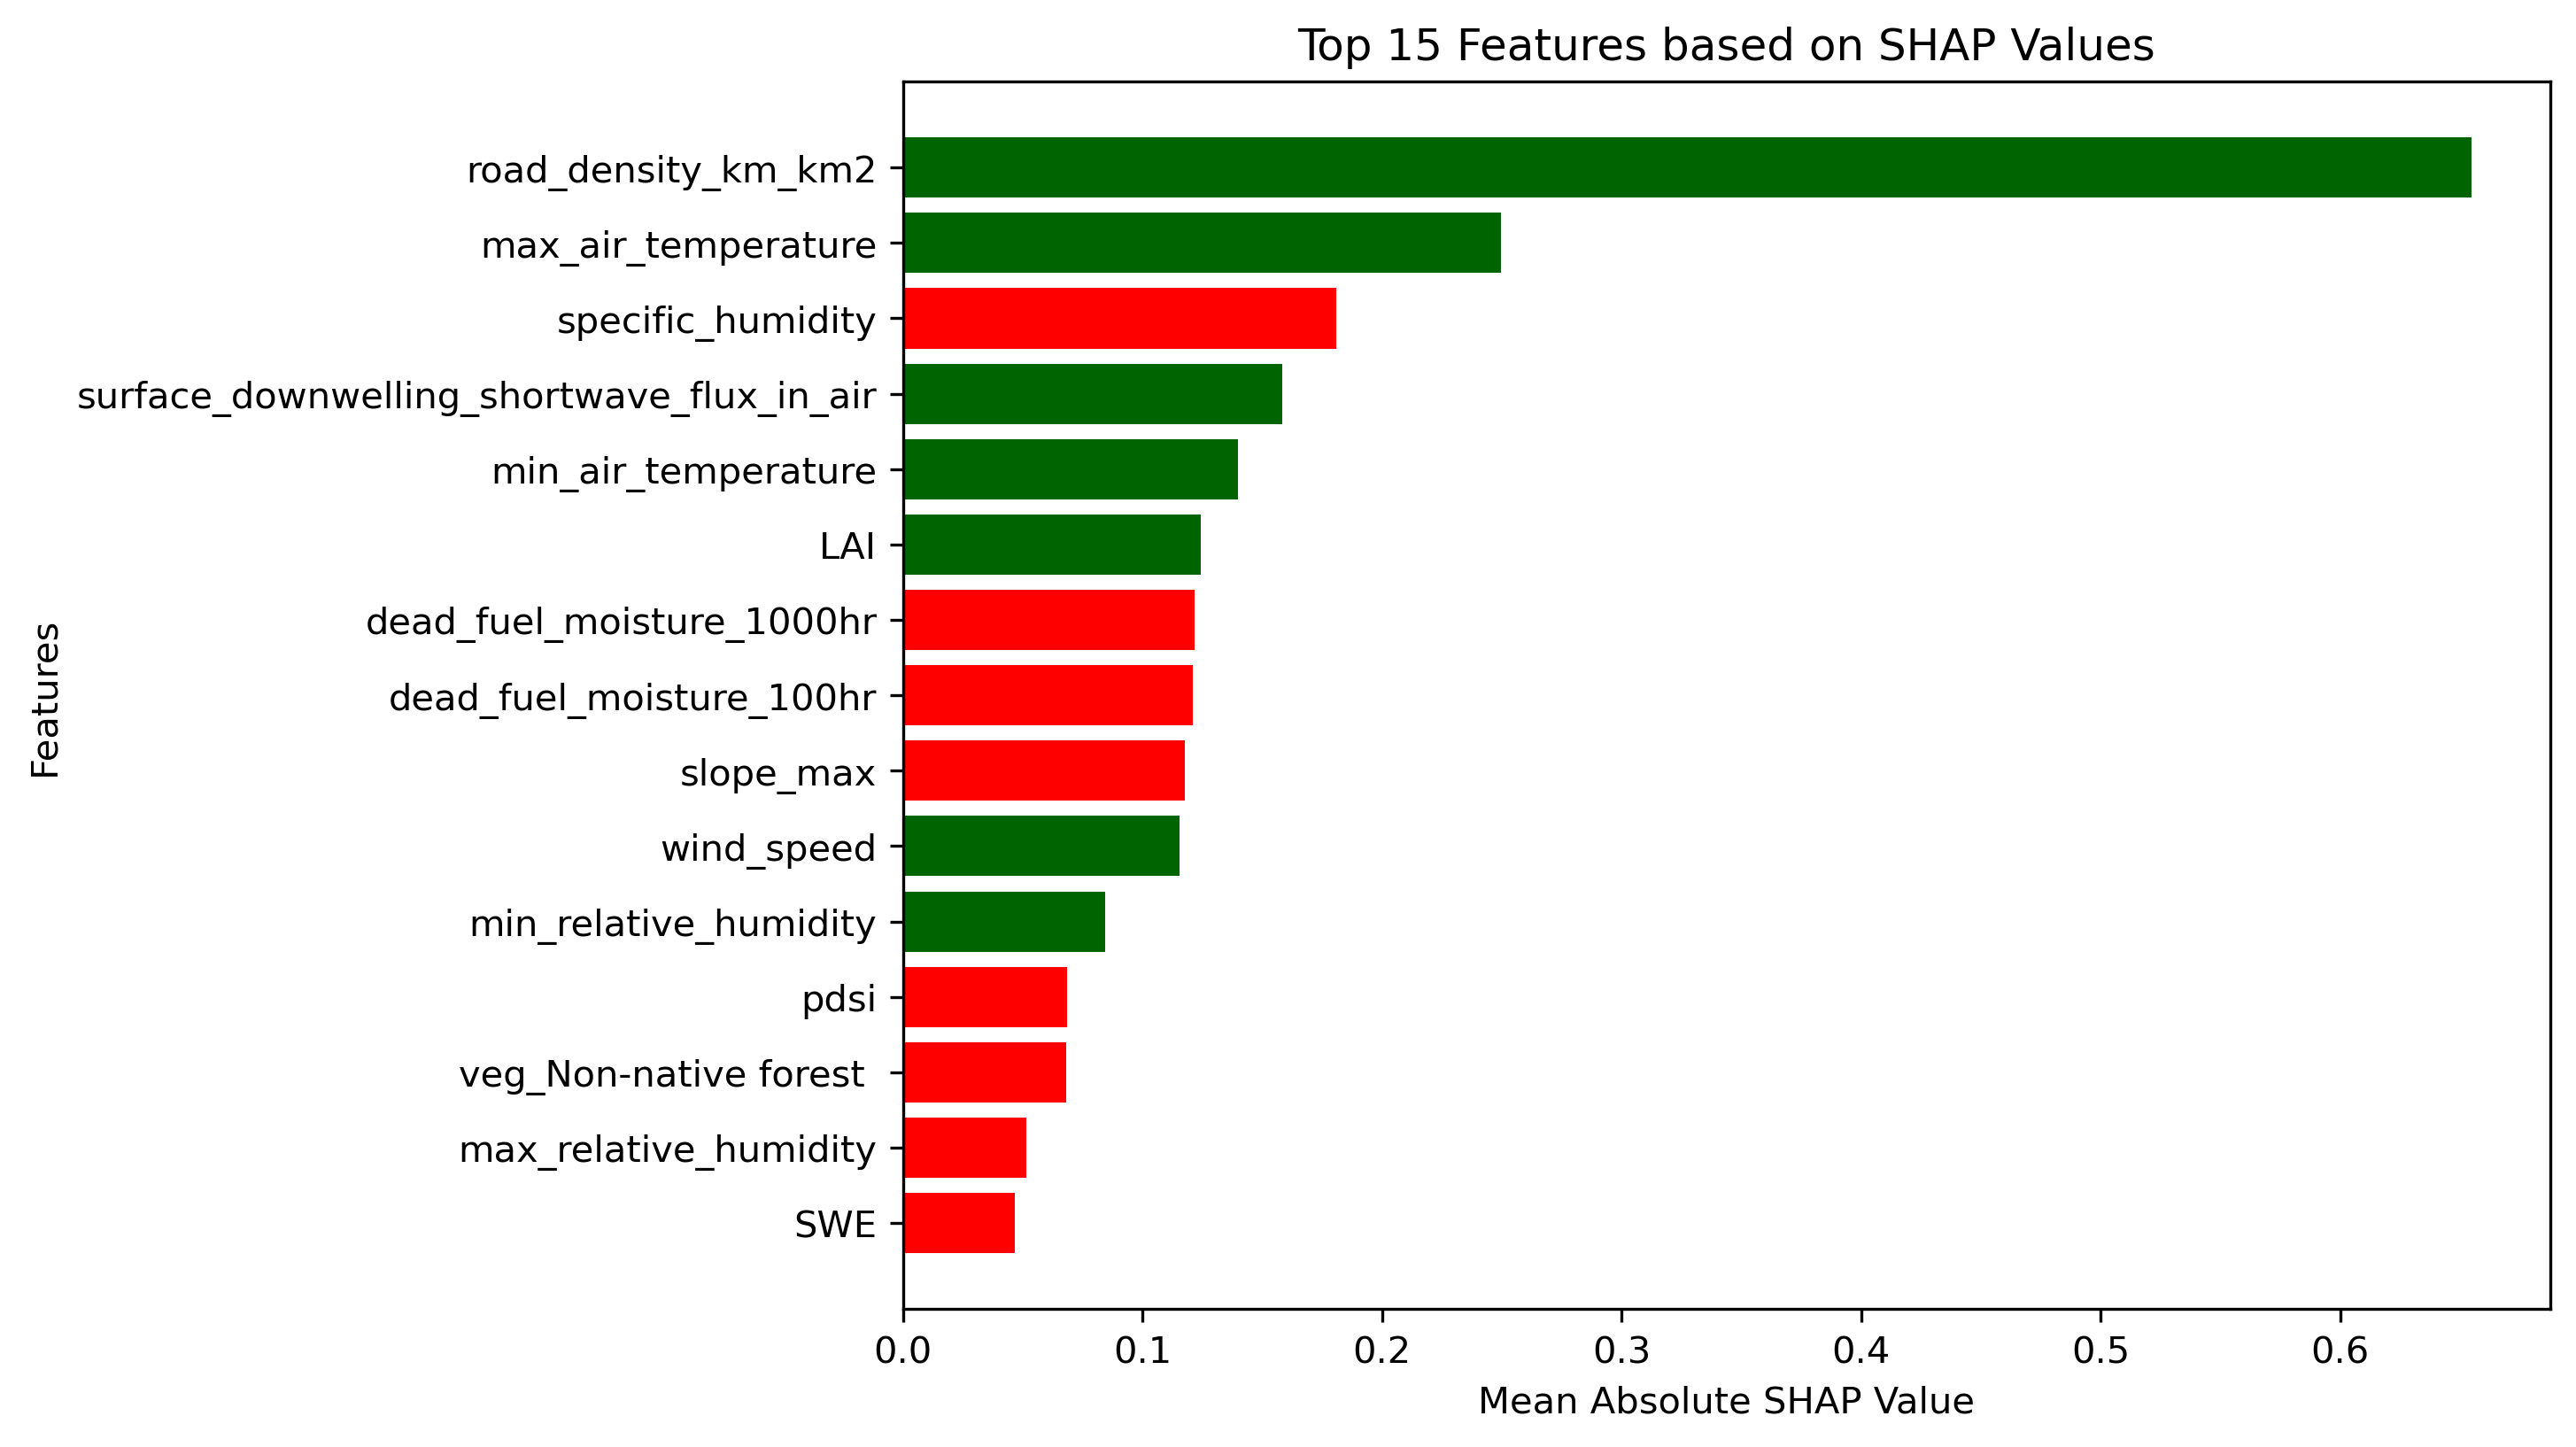 Top 15 Features based on SHAP Values
Features
road_density_km_km2
max_air_temperature
specific_humidity
surface_downwelling_shortwave_flux_in_air
min_air_temperature
LAI
dead_fuel_moisture_1000hr
dead_fuel_moisture_100hr
slope_max
wind_speed
min_relative_humidity
pdsi
veg_Non-native forest
max_relative_humidity
SWE
0.0 0.1 0.2 0.3 0.4 0.5 0.6
Mean Absolute SHAP Value